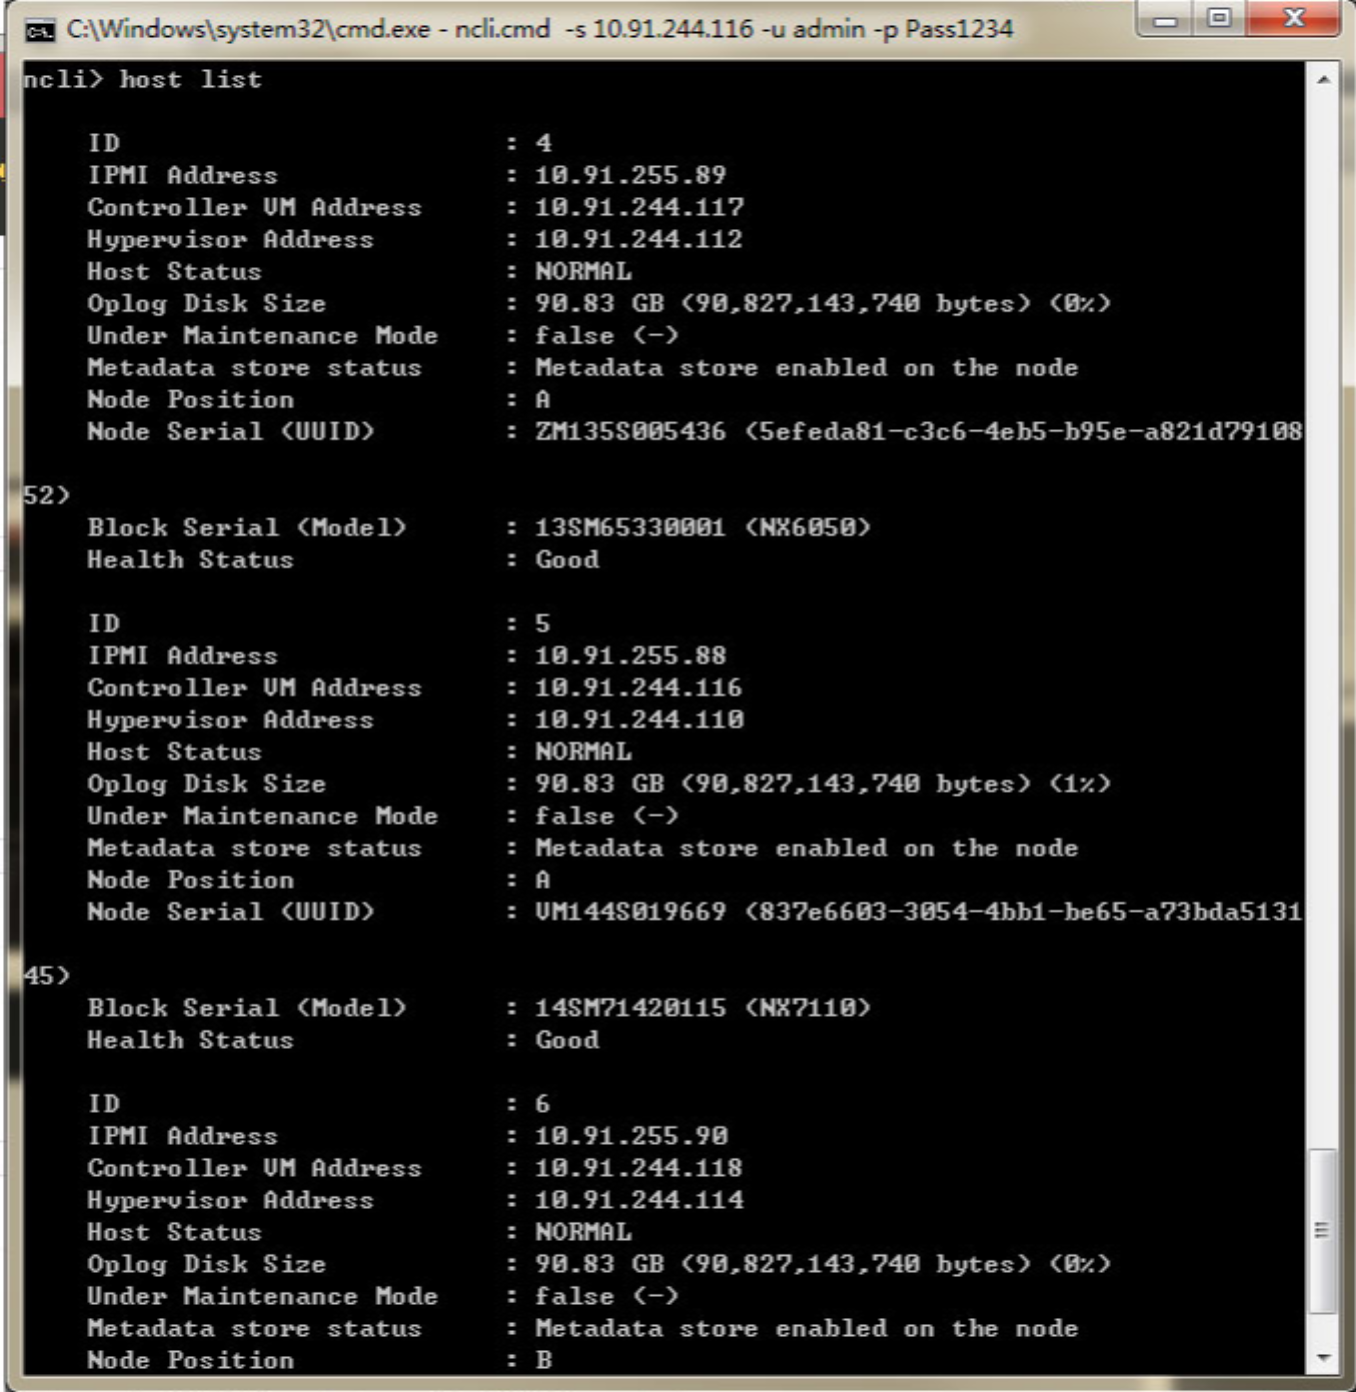 C:\Windows\system32\cmd.exe - ncli.cmd  -s 10.91.244.116 -u admin -p Pass1234
ncli> host list
ID : 4
IPMI Address : 10.91.255.89
Controller VM Address : 10.91.244.117
Hypervisor Address : 10.91.244.112
Host Status : NORMAL
Oplog Disk Size : 90.83 GB (90,827,143,740 bytes) (0%)
Under Maintenance Mode : false (-)
Metadata store status : Metadata store enabled on the node
Node Position : A
Node Serial (UUID) : ZM135S005436 (5efeda81-c3c6-4eb5-b95e-a821d79108
52)
Block Serial (Model) : 13SM65330001 (NX6050)
Health Status : Good
ID : 5
IPMI Address : 10.91.255.88
Controller VM Address : 10.91.244.116
Hypervisor Address : 10.91.244.110
Host Status : NORMAL
Oplog Disk Size : 90.83 GB (90,827,143,740 bytes) (1%)
Under Maintenance Mode : false (-)
Metadata store status : Metadata store enabled on the node
Node Position : A
Node Serial (UUID) : VM144S019669 (837e6603-3054-4bb1-be65-a73bda5131
45)
Block Serial (Model) : 14SM71420115 (NX7110)
Health Status : Good
ID : 6
IPMI Address : 10.91.255.90
Controller VM Address : 10.91.244.118
Hypervisor Address : 10.91.244.114
Host Status : NORMAL
Oplog Disk Size : 90.83 GB (90,827,143,740 bytes) (0%)
Under Maintenance Mode : false (-)
Metadata store status : Metadata store enabled on the node
Node Position : B